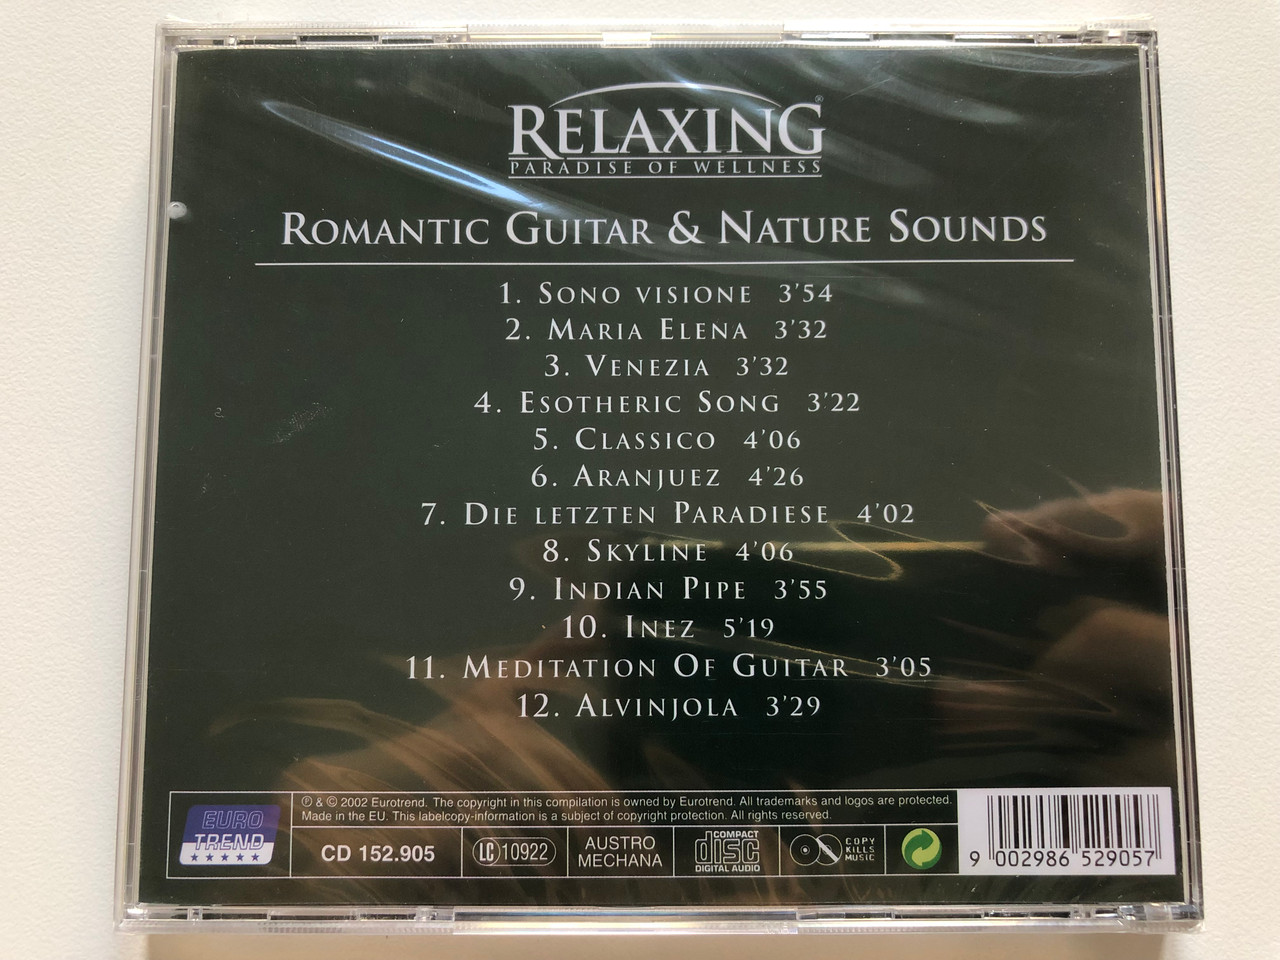 RELAXING®
PARADISE OF WELLNESS
ROMANTIC GUITAR & NATURE SOUNDS
1. SONO VISIONE 3'54
2. MARIA ELENA 3'32
3. VENEZIA 3'32
4. ESOTHERIC SONG 3'22
5. CLASSICO 4'06
6. ARANJUEZ 4'26
7. DIE LETZTEN PARADIESE 4'02
8. SKYLINE 4'06
9. INDIAN PIPE 3'55
10. INEZ 5'19
11. MEDITATION OF GUITAR 3'05
12. ALVINJOLA 3'29
EURO
TREND
℗ & © 2002 Eurotrend. The copyright in this compilation is owned by Eurotrend. All trademarks and logos are protected.
Made in the EU. This labelcopy-information is a subject of copyright protection. All rights reserved.
CD 152.905
LC 10922
AUSTRO
MECHANA
COMPACT
disc
DIGITAL AUDIO
COPY
KILLS
MUSIC
9 002986 529057